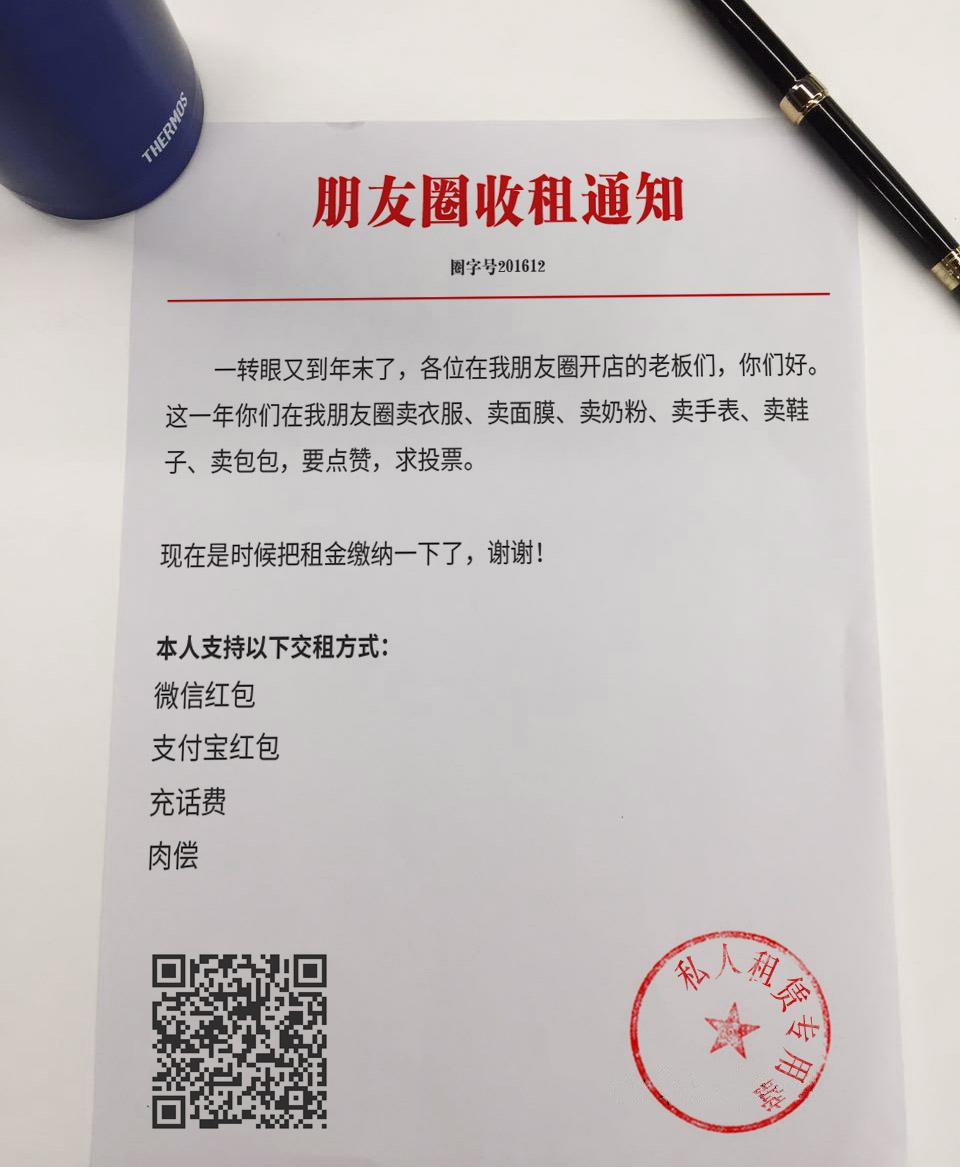 THERMOS
朋友圈收租通知
圈字号201612
一转眼又到年末了，各位在我朋友圈开店的老板们，你们好。
这一年你们在我朋友圈卖衣服、卖面膜、卖奶粉、卖手表、卖鞋
子、卖包包，要点赞，求投票。
现在是时候把租金缴纳一下了，谢谢！
本人支持以下交租方式：
微信红包
支付宝红包
充话费
肉偿
私人租赁专用章